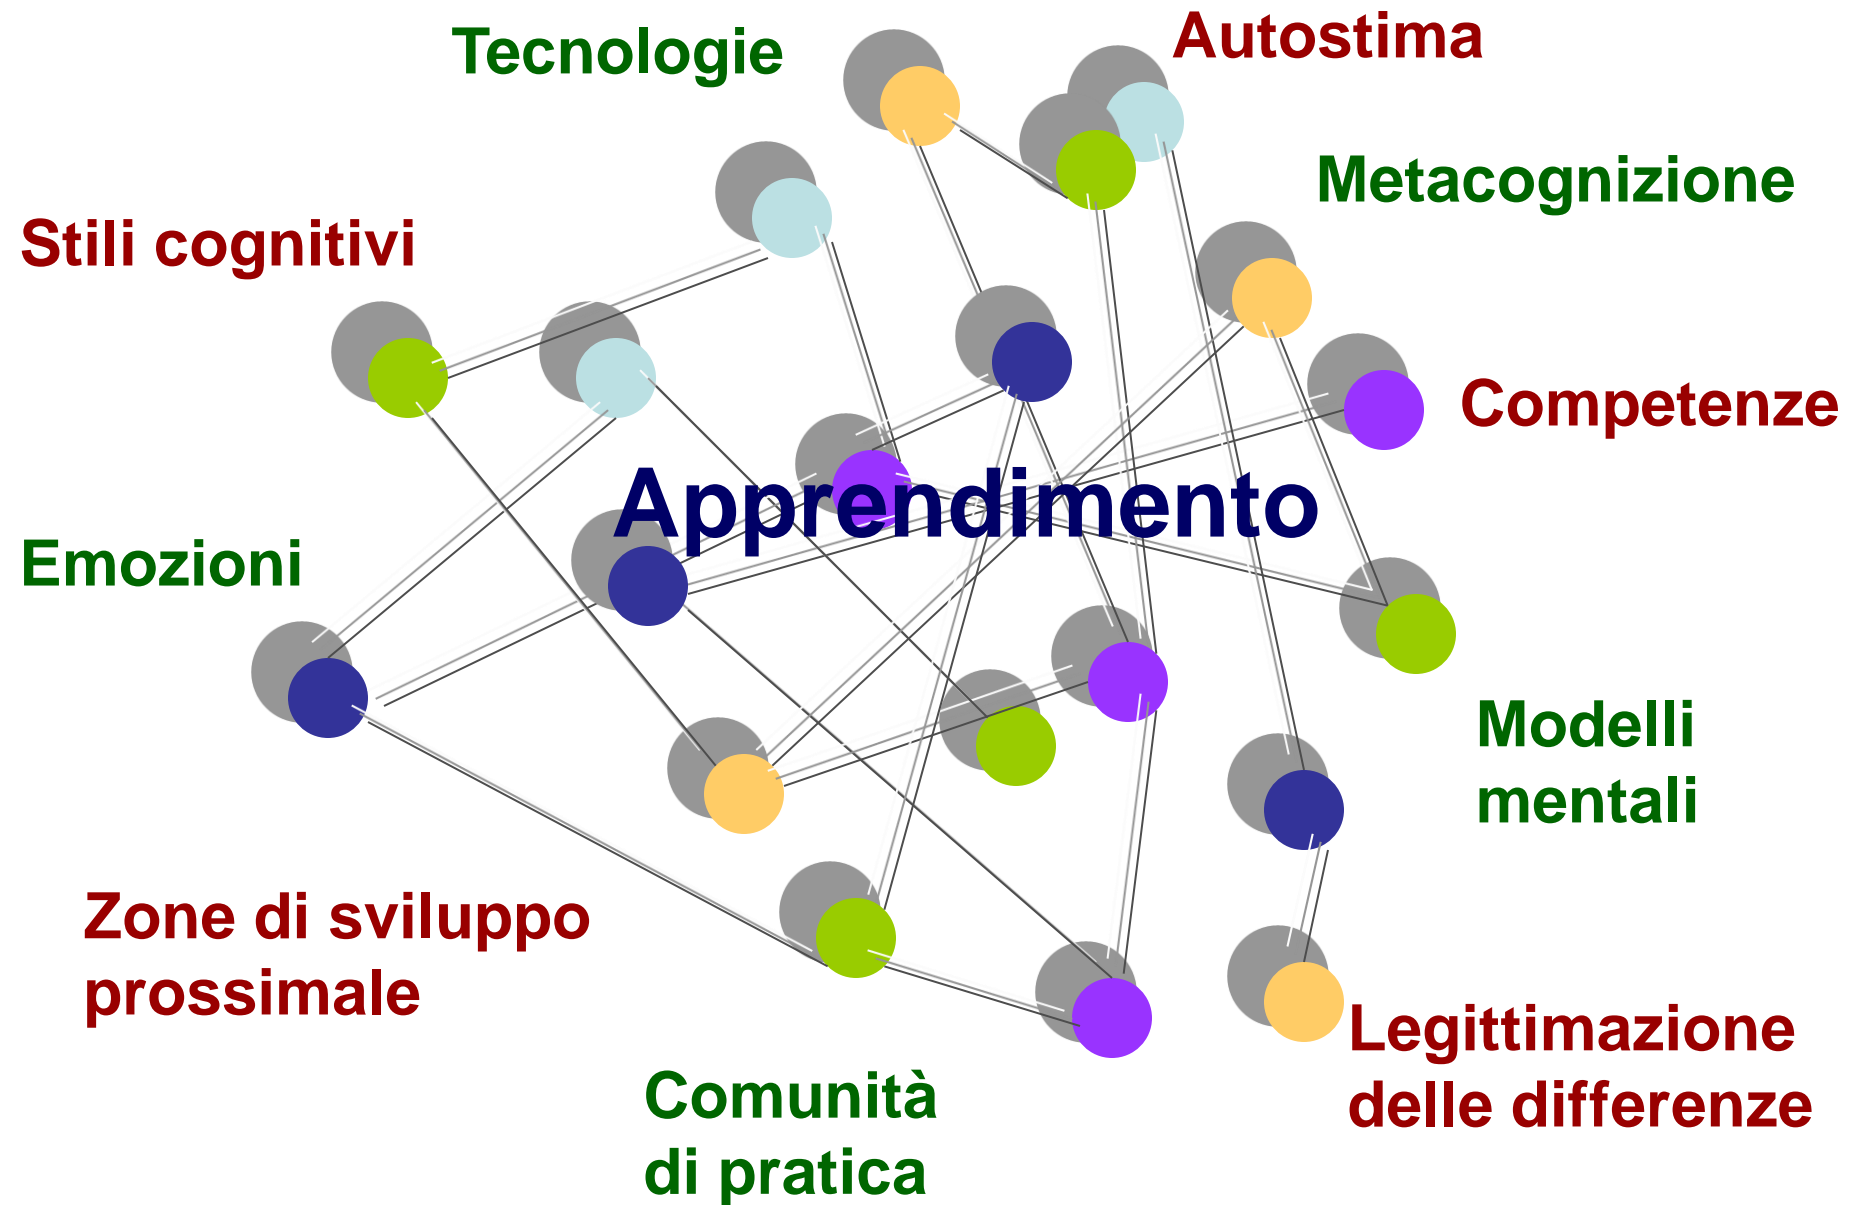 Tecnologie
Autostima
Metacognizione
Stili cognitivi
Competenze
Apprendimento
Emozioni
Modelli
mentali
Zone di sviluppo
prossimale
Legittimazione
delle differenze
Comunità
di pratica